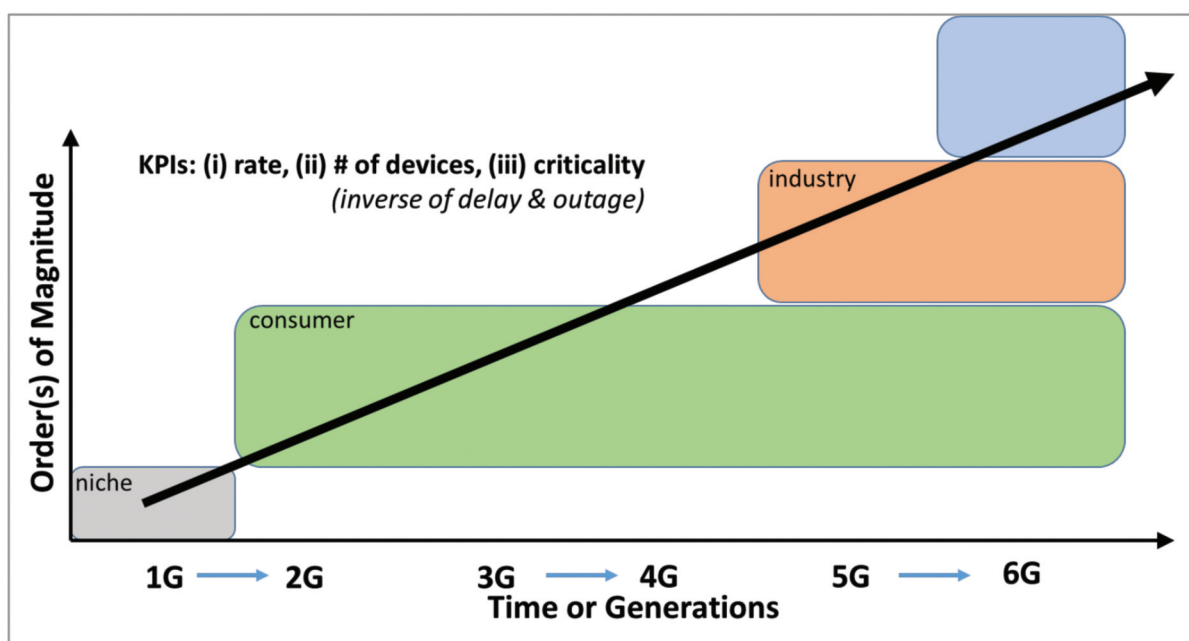 KPIs: (i) rate, (ii) # of devices, (iii) criticality
(inverse of delay & outage)
industry
consumer
niche
Order(s) of Magnitude
1G 2G 3G 4G 5G 6G
Time or Generations